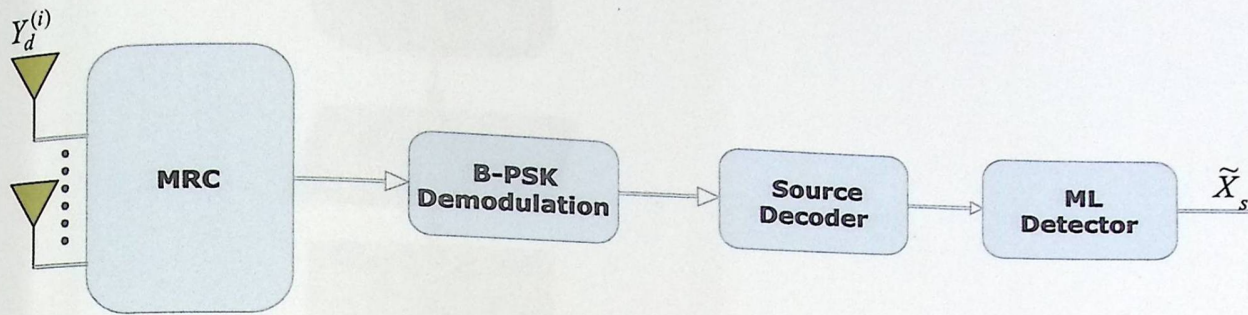 Y_d^{(i)}
MRC
B-PSK
Demodulation
Source
Decoder
ML
Detector
X̃_s